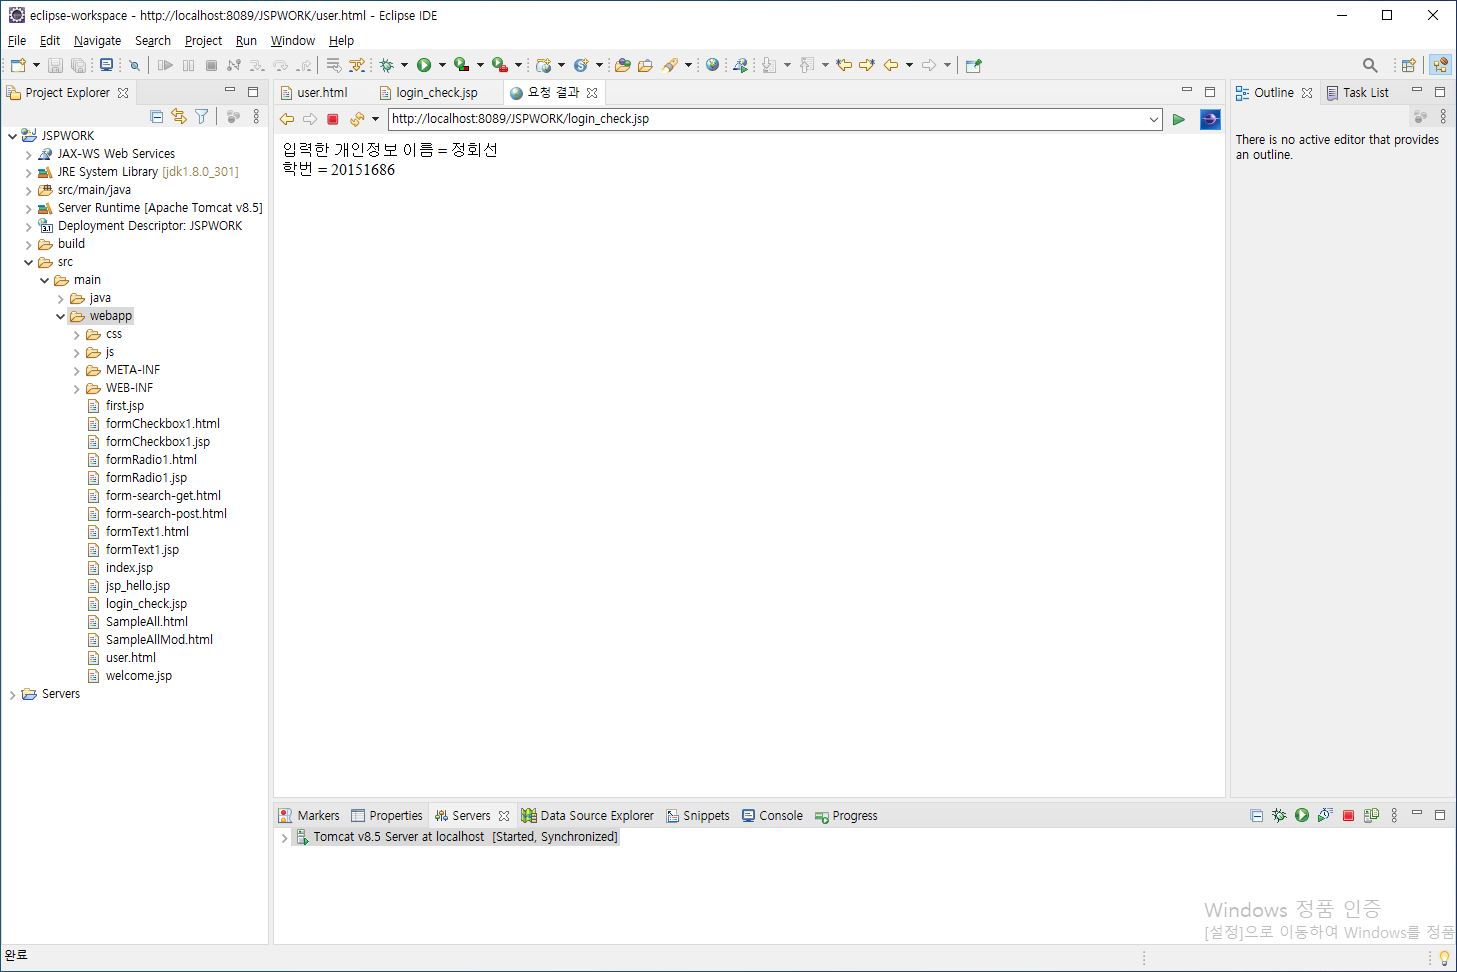 eclipse-workspace - http://localhost:8089/JSPWORK/user.html - Eclipse IDE
File Edit Navigate Search Project Run Window Help
Project Explorer
JSPWORK
JAX-WS Web Services
JRE System Library [jdk1.8.0_301]
src/main/java
Server Runtime [Apache Tomcat v8.5]
Deployment Descriptor: JSPWORK
build
src
main
java
webapp
css
js
META-INF
WEB-INF
first.jsp
formCheckbox1.html
formCheckbox1.jsp
formRadio1.html
formRadio1.jsp
form-search-get.html
form-search-post.html
formText1.html
formText1.jsp
index.jsp
jsp_hello.jsp
login_check.jsp
SampleAll.html
SampleAllMod.html
user.html
welcome.jsp
Servers
user.html login_check.jsp 요청 결과
http://localhost:8089/JSPWORK/login_check.jsp
입력한 개인정보 이름 = 정회선
학번 = 20151686
Outline Task List
There is no active editor that provides
an outline.
Markers Properties Servers Data Source Explorer Snippets Console Progress
Tomcat v8.5 Server at localhost [Started, Synchronized]
Windows 정품 인증
[설정]으로 이동하여 Windows를 정품
완료